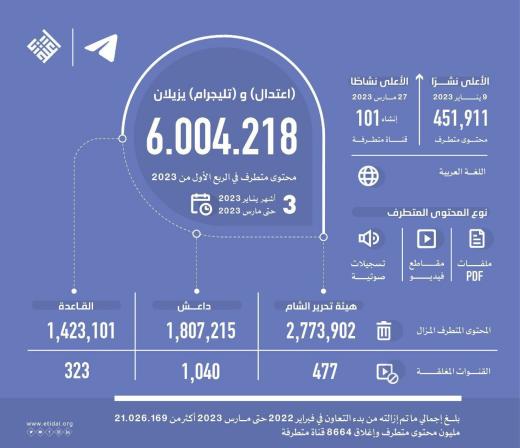 (اعتدال) و (تليجرام) يزيلان
6.004.218
محتوى متطرف في الربع الأول من 2023
3 أشهر يناير 2023
حتى مارس 2023
الأعلى نشرًا
9 يناير 2023
451,911
محتوى متطرف
الأعلى نشاطًا
27 مارس 2023
إنشاء 101
قناة متطرفة
اللغة العربية
نوع المحتوى المتطرف
ملفات
PDF
مقاطع
فيديو
تسجيلات
صوتية
هيئة تحرير الشام
داعش
القاعدة
المحتوى المتطرف المزال
2,773,902
1,807,215
1,423,101
القنوات المغلقة
477
1,040
323
بلغ إجمالي ما تم إزالته من بدء التعاون في فبراير 2022 حتى مارس 2023 أكثر من 21.026.169
مليون محتوى متطرف وإغلاق 8664 قناة متطرفة
www.etidal.org